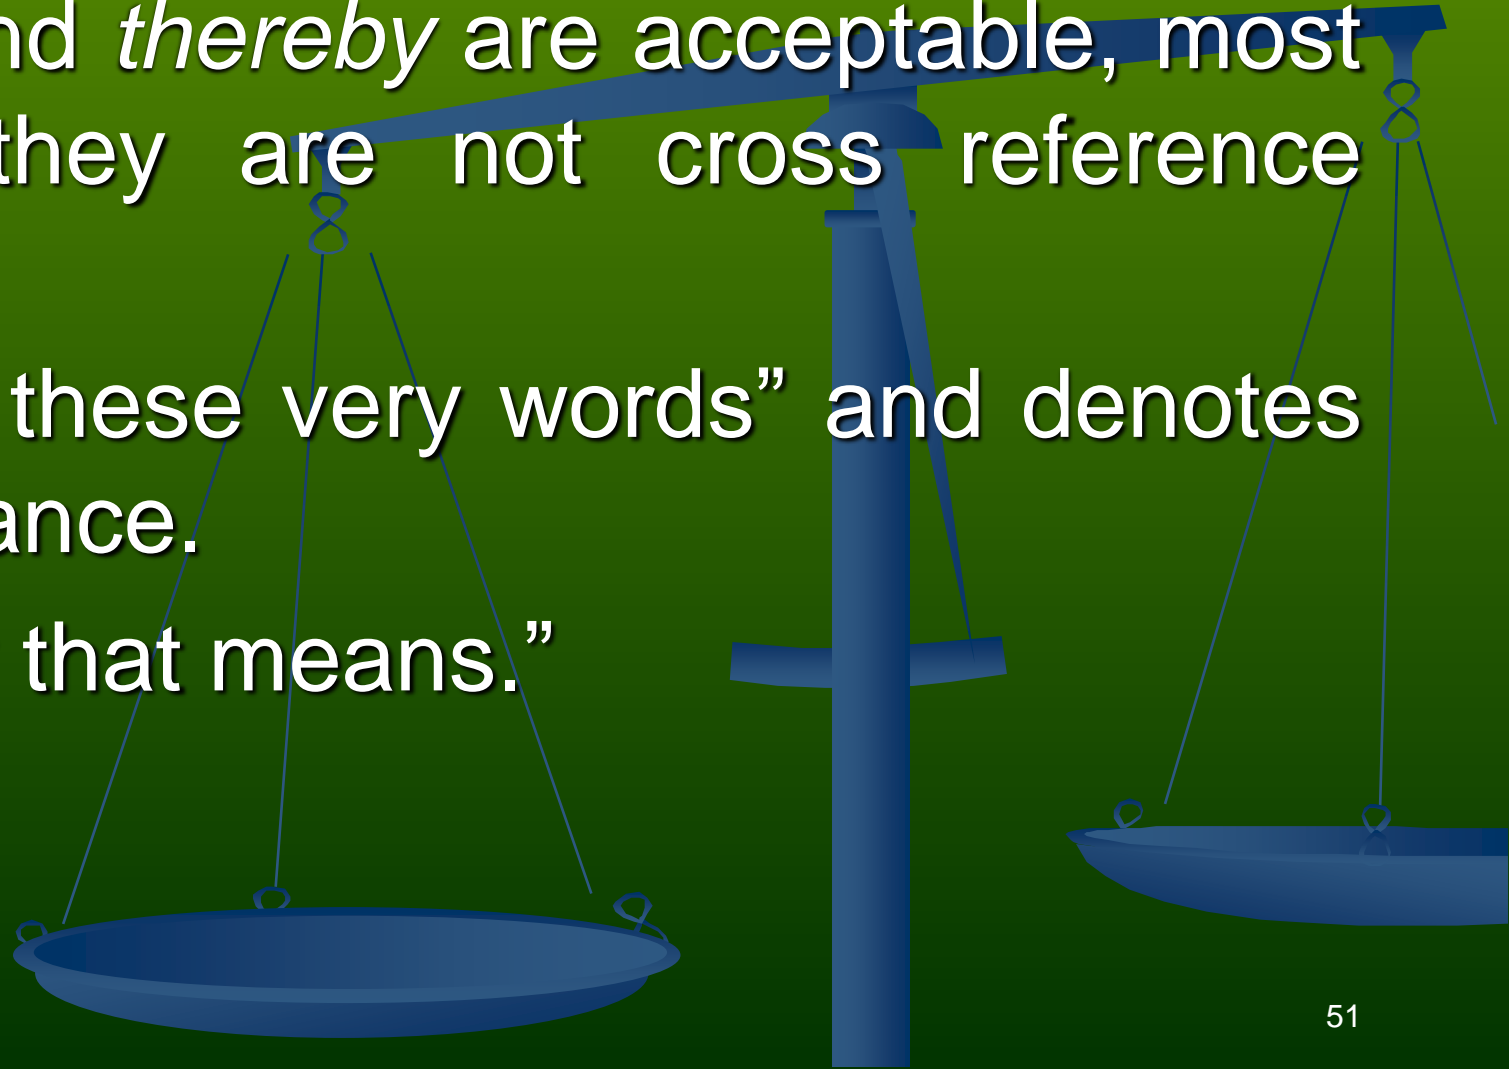 nd thereby are acceptable, most
they are not cross reference
these very words” and denotes
ance.
that means.”
51